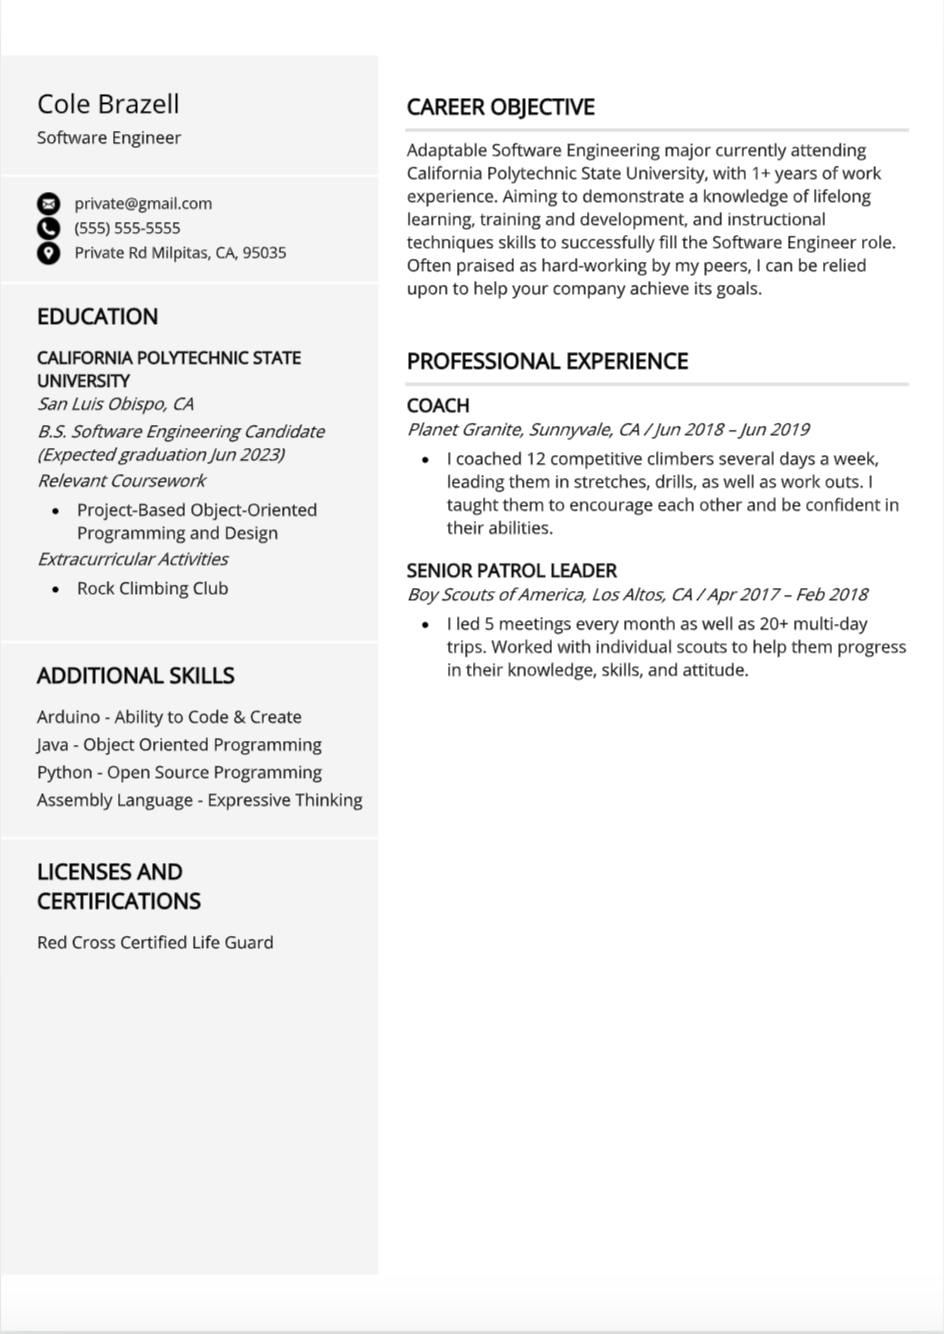 Cole Brazell
Software Engineer
private@gmail.com
(555) 555-5555
Private Rd Milpitas, CA, 95035
EDUCATION
CALIFORNIA POLYTECHNIC STATE
UNIVERSITY
San Luis Obispo, CA
B.S. Software Engineering Candidate
(Expected graduation Jun 2023)
Relevant Coursework
• Project-Based Object-Oriented
Programming and Design
Extracurricular Activities
• Rock Climbing Club
ADDITIONAL SKILLS
Arduino - Ability to Code & Create
Java - Object Oriented Programming
Python - Open Source Programming
Assembly Language - Expressive Thinking
LICENSES AND
CERTIFICATIONS
Red Cross Certified Life Guard
CAREER OBJECTIVE
Adaptable Software Engineering major currently attending
California Polytechnic State University, with 1+ years of work
experience. Aiming to demonstrate a knowledge of lifelong
learning, training and development, and instructional
techniques skills to successfully fill the Software Engineer role.
Often praised as hard-working by my peers, I can be relied
upon to help your company achieve its goals.
PROFESSIONAL EXPERIENCE
COACH
Planet Granite, Sunnyvale, CA / Jun 2018 – Jun 2019
• I coached 12 competitive climbers several days a week,
leading them in stretches, drills, as well as work outs. I
taught them to encourage each other and be confident in
their abilities.
SENIOR PATROL LEADER
Boy Scouts of America, Los Altos, CA / Apr 2017 – Feb 2018
• I led 5 meetings every month as well as 20+ multi-day
trips. Worked with individual scouts to help them progress
in their knowledge, skills, and attitude.